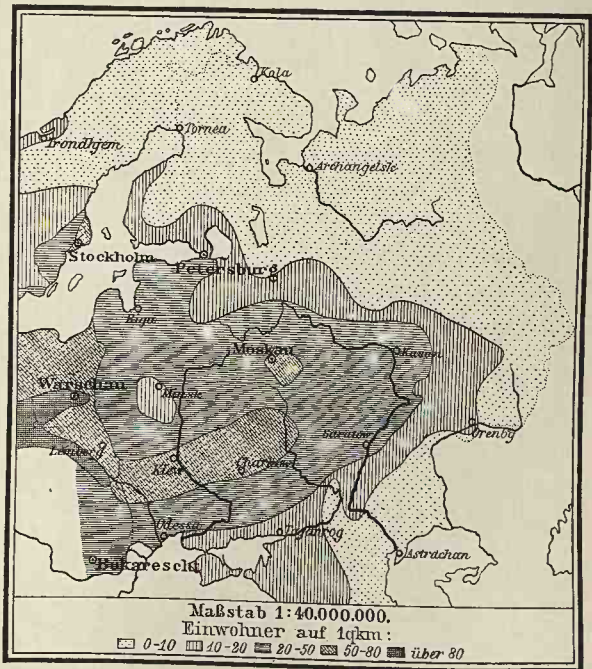 Kola
Tornea
Trondhjem
Archangelsk
Stockholm
Petersburg
Riga
Moskau
Kasan
Warschau
Minsk
Saratow
Orenbg
Lemberg
Kiew
Charkow
Odessa
Taganrog
Astrachan
Bukarescht
Maßstab 1:40.000.000.
Einwohner auf 1qkm:
0-10 10-20 20-50 50-80 über 80